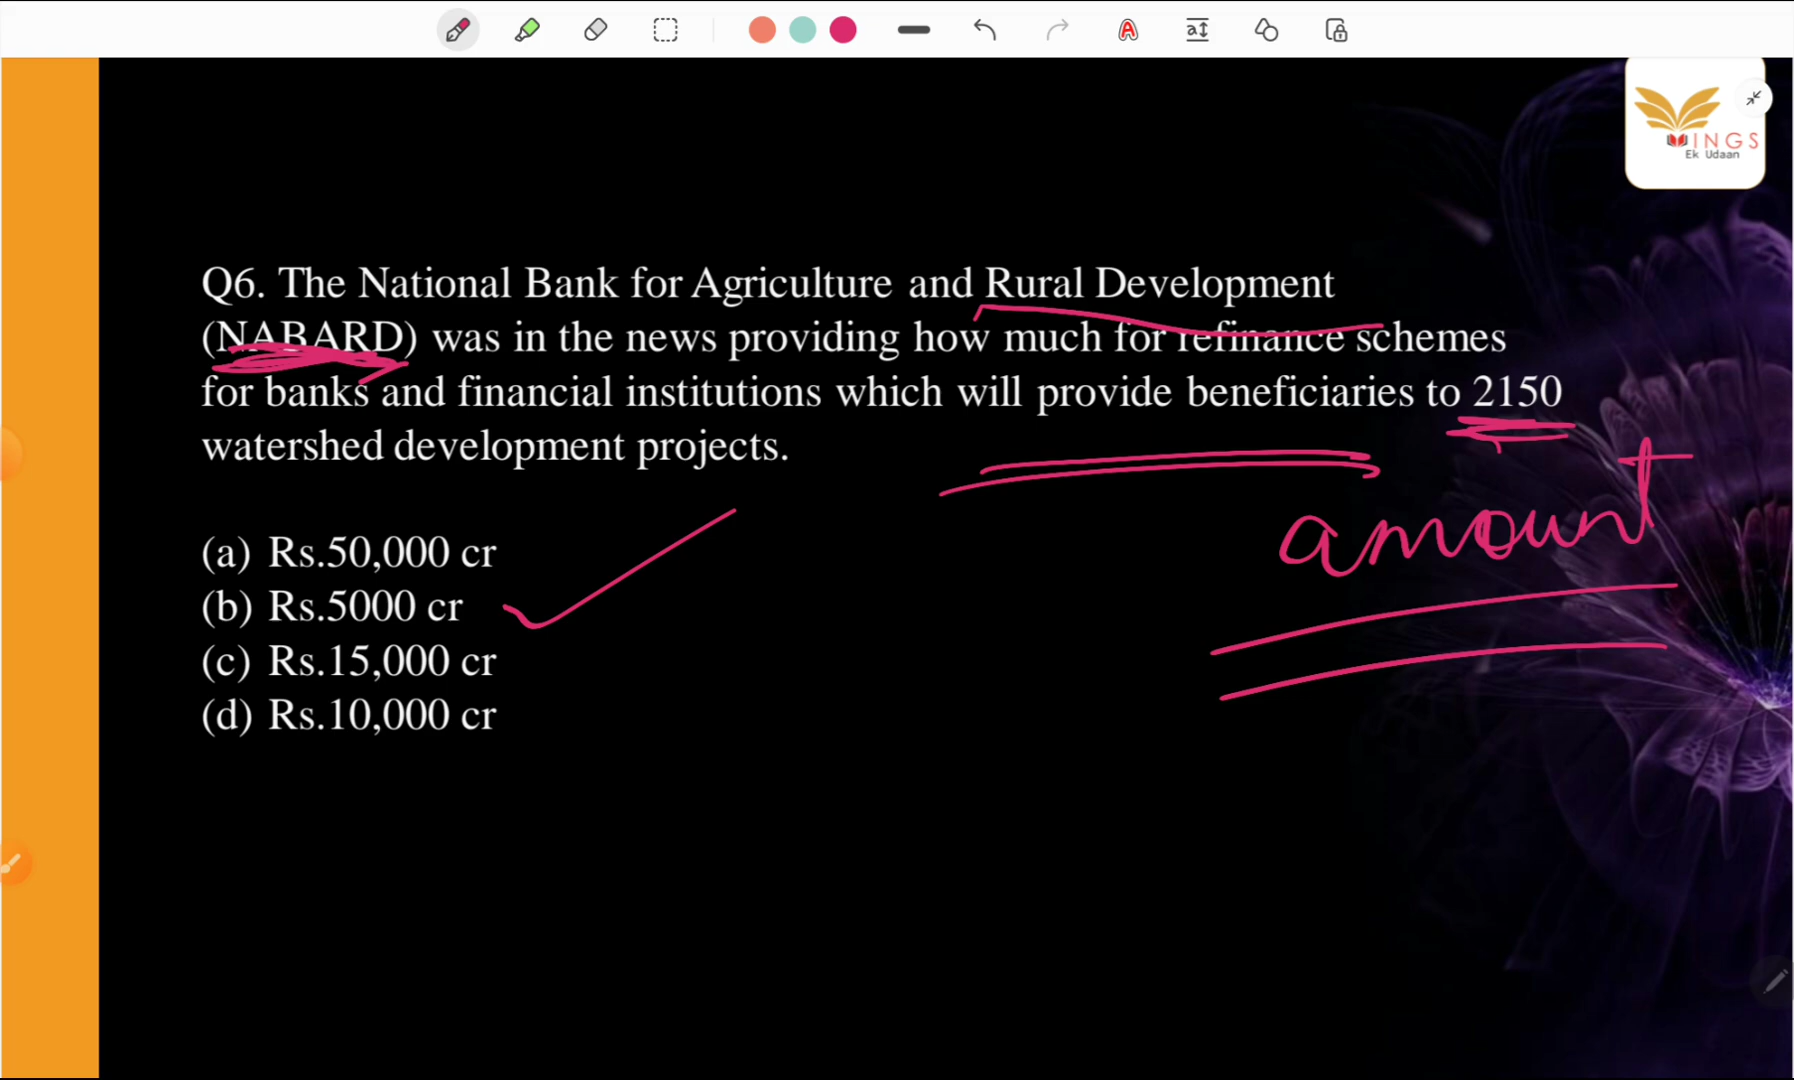 WINGS
Ek Udaan
Q6. The National Bank for Agriculture and Rural Development
(NABARD) was in the news providing how much for refinance schemes
for banks and financial institutions which will provide beneficiaries to 2150
watershed development projects.
amount
(a) Rs.50,000 cr
(b) Rs.5000 cr
(c) Rs.15,000 cr
(d) Rs.10,000 cr